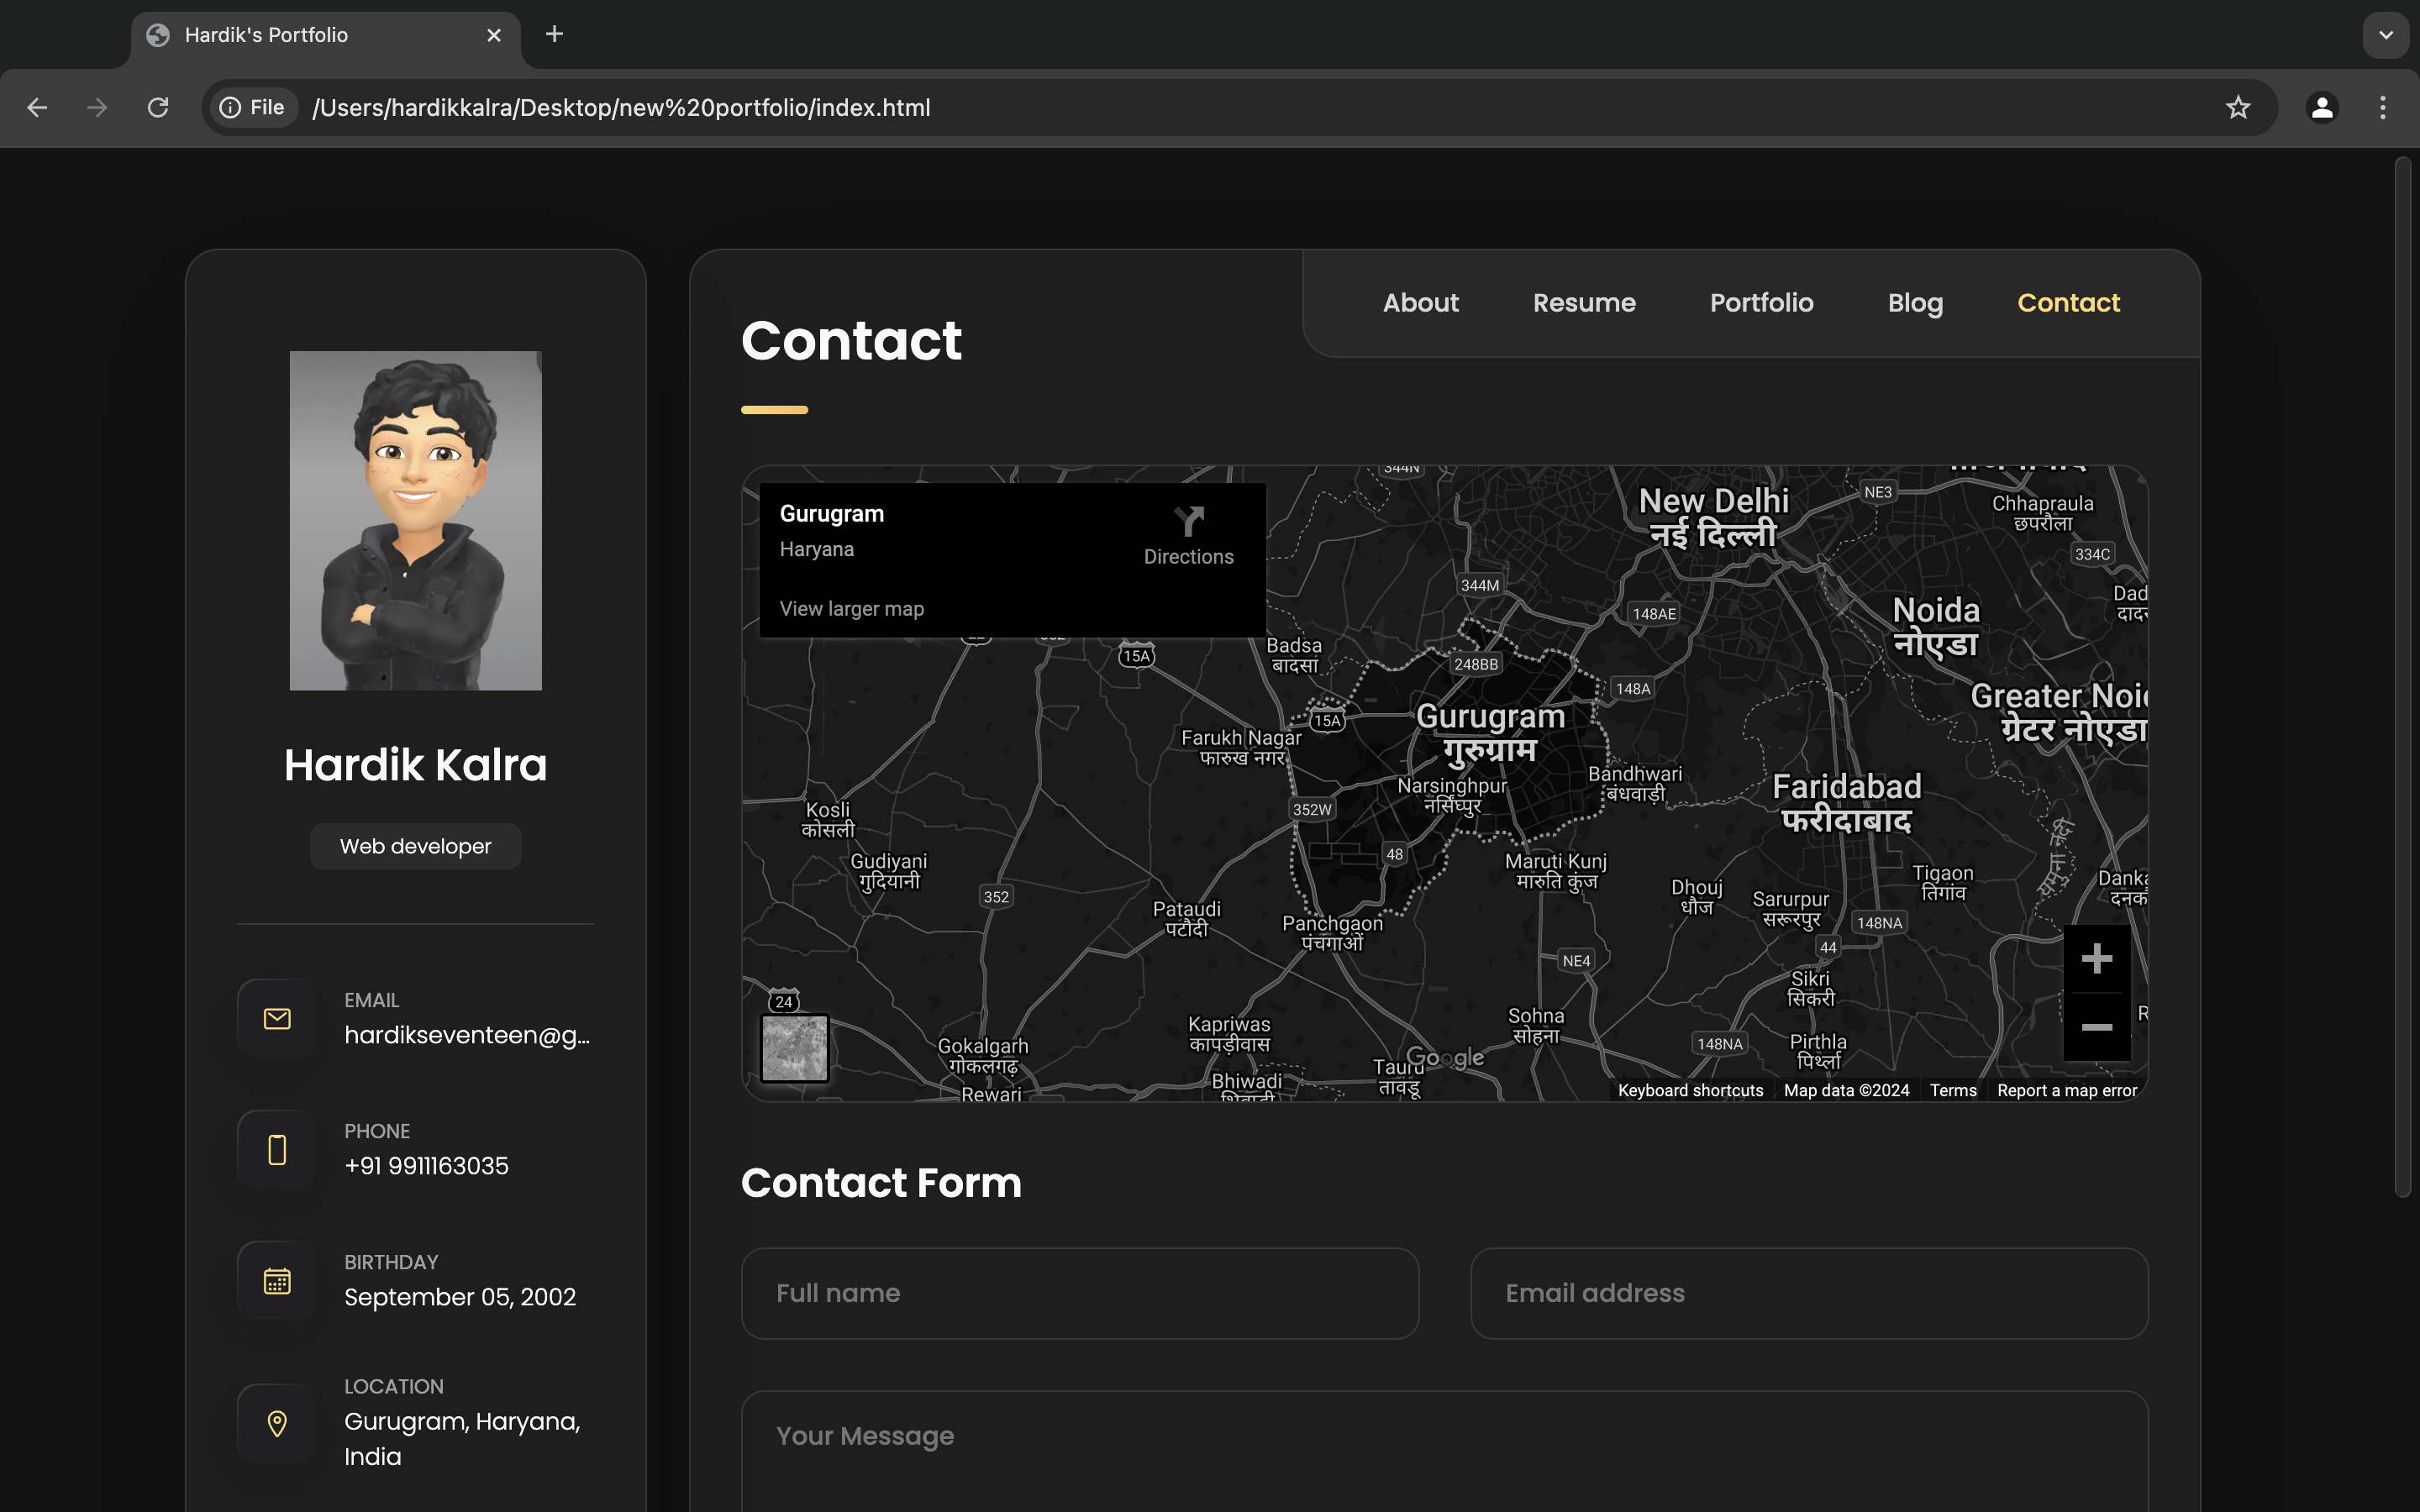 Hardik's Portfolio
File /Users/hardikkalra/Desktop/new%20portfolio/index.html
Hardik Kalra
Web developer
EMAIL
hardikseventeen@g...
PHONE
+91 9911163035
BIRTHDAY
September 05, 2002
LOCATION
Gurugram, Haryana,
India
About Resume Portfolio Blog Contact
Contact
Gurugram
Haryana
Directions
View larger map
344N
New Delhi
नई दिल्ली
NE3
Chhapraula
छपरौला
334C
344M
148AE
Noida
नोएडा
Badsa
बादसा
15A
248BB
148A
15A
Gurugram
गुरुग्राम
Farukh Nagar
फारुख नगर
Narsinghpur
नर्सिंघपुर
Bandhwari
बंधवाड़ी
Faridabad
फरीदाबाद
352W
Kosli
कोसली
Gudiyani
गुदियानी
48
352
Maruti Kunj
मारुति कुंज
Dhouj
धौज
Sarurpur
सरूरपुर
Tigaon
तिगांव
Pataudi
पटौदी
Panchgaon
पंचगाओं
148NA
44
NE4
Sikri
सिकरी
24
Kapriwas
कापड़ीवास
Sohna
सोहना
148NA
Pirthla
पिर्थ्ला
Gokalgarh
गोकलगढ़
Google
Tauru
तावडू
Bhiwadi
Rewari
Keyboard shortcuts Map data ©2024 Terms Report a map error
Contact Form
Full name
Email address
Your Message